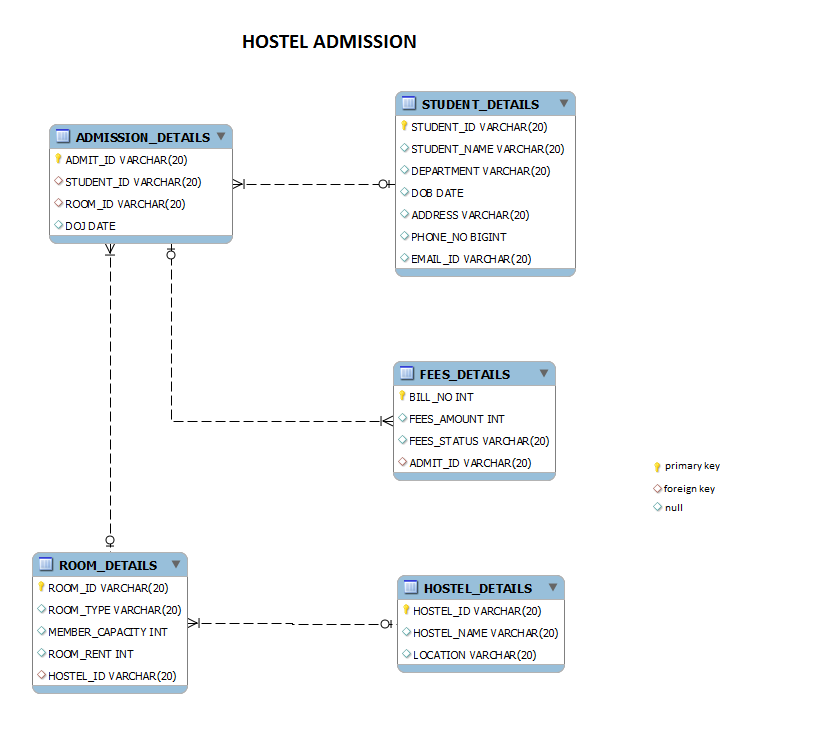 HOSTEL ADMISSION
STUDENT_DETAILS
STUDENT_ID VARCHAR(20)
STUDENT_NAME VARCHAR(20)
DEPARTMENT VARCHAR(20)
DOB DATE
ADDRESS VARCHAR(20)
PHONE_NO BIGINT
EMAIL_ID VARCHAR(20)
ADMISSION_DETAILS
ADMIT_ID VARCHAR(20)
STUDENT_ID VARCHAR(20)
ROOM_ID VARCHAR(20)
DOJ DATE
FEES_DETAILS
BILL_NO INT
FEES_AMOUNT INT
FEES_STATUS VARCHAR(20)
ADMIT_ID VARCHAR(20)
primary key
foreign key
null
ROOM_DETAILS
ROOM_ID VARCHAR(20)
ROOM_TYPE VARCHAR(20)
MEMBER_CAPACITY INT
ROOM_RENT INT
HOSTEL_ID VARCHAR(20)
HOSTEL_DETAILS
HOSTEL_ID VARCHAR(20)
HOSTEL_NAME VARCHAR(20)
LOCATION VARCHAR(20)